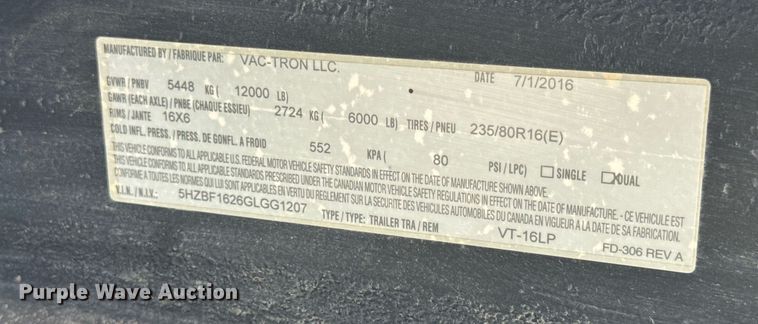 MANUFACTURED BY / FABRIQUE PAR: VAC-TRON LLC. DATE 7/1/2016
GVWR / PNBV 5448 KG ( 12000 LB)
GAWR (EACH AXLE) / PNBE (CHAQUE ESSIEU) 2724 KG ( 6000 LB) TIRES / PNEU 235/80R16(E)
RIMS / JANTE 16X6
COLD INFL. PRESS. / PRESS. DE GONFL. A FROID 552 KPA ( 80 PSI / LPC) SINGLE X DUAL
THIS VEHICLE CONFORMS TO ALL APPLICABLE U.S. FEDERAL MOTOR VEHICLE SAFETY STANDARDS IN EFFECT ON THE DATE OF MANUFACTURE SHOWN ABOVE.
THIS VEHICLE CONFORMS TO ALL APPLICABLE STANDARDS PRESCRIBED UNDER THE CANADIAN MOTOR VEHICLE SAFETY REGULATIONS IN EFFECT ON THE DATE OF MANUFACTURE - CE VEHICULE EST
CONFORME A TOUTES LES NORMES QUI LUI SONT APPLICABLES EN VERTU DU REGLEMENT SUR LA SECURITE DES VEHICULES AUTOMOBILES DU CANADA EN VIGUEUR A LA DATE DE SA FABRICATION.
V.I.N. / N.I.V.: 5HZBF1626GLGG1207 TYPE / TYPE: TRAILER TRA / REM VT-16LP FD-306 REV A
Purple Wave Auction